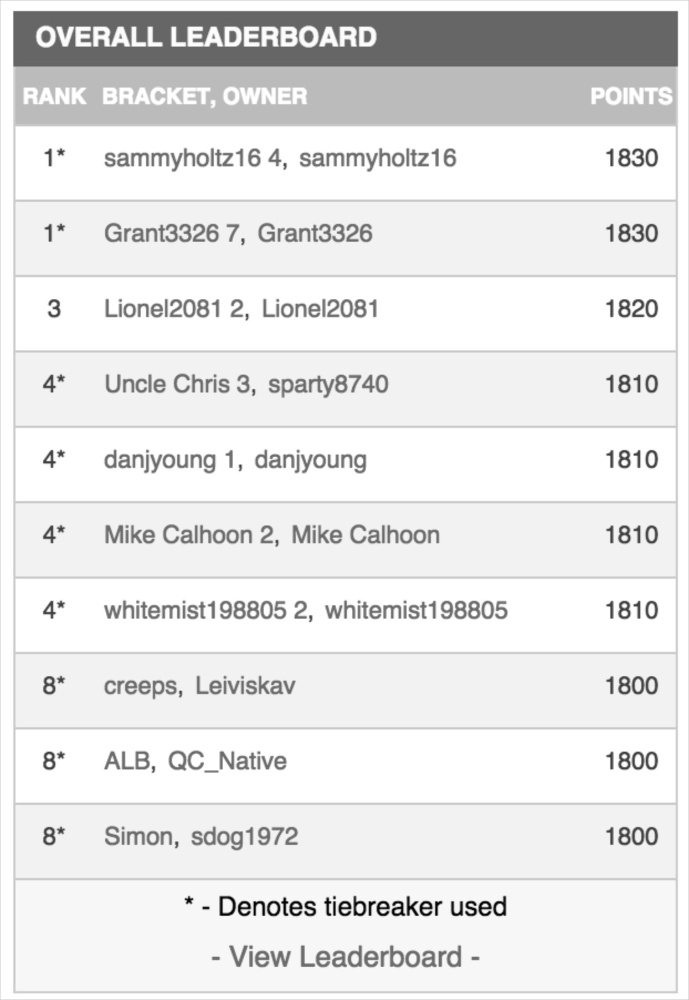 OVERALL LEADERBOARD
RANK BRACKET, OWNER POINTS
1* sammyholtz16 4, sammyholtz16 1830
1* Grant3326 7, Grant3326 1830
3 Lionel2081 2, Lionel2081 1820
4* Uncle Chris 3, sparty8740 1810
4* danjyoung 1, danjyoung 1810
4* Mike Calhoon 2, Mike Calhoon 1810
4* whitemist198805 2, whitemist198805 1810
8* creeps, Leiviskav 1800
8* ALB, QC_Native 1800
8* Simon, sdog1972 1800
* - Denotes tiebreaker used
- View Leaderboard -